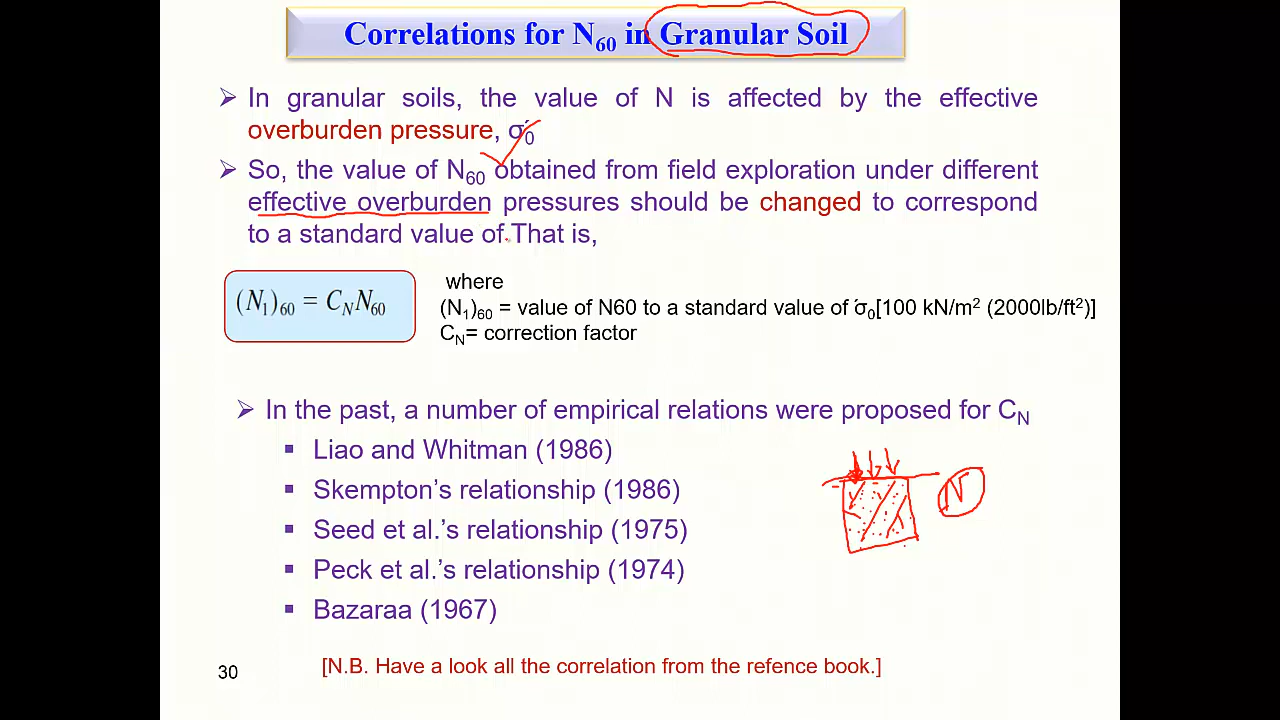 Correlations for N60 in Granular Soil
➢ In granular soils, the value of N is affected by the effective
overburden pressure, σ́0
➢ So, the value of N60 obtained from field exploration under different
effective overburden pressures should be changed to correspond
to a standard value of.That is,
(N1)60 = CNN60
where
(N1)60 = value of N60 to a standard value of σ́0[100 kN/m2 (2000lb/ft2)]
CN= correction factor
➢ In the past, a number of empirical relations were proposed for CN
▪ Liao and Whitman (1986)
▪ Skempton’s relationship (1986)
▪ Seed et al.’s relationship (1975)
▪ Peck et al.’s relationship (1974)
▪ Bazaraa (1967)
N
[N.B. Have a look all the correlation from the refence book.]
30